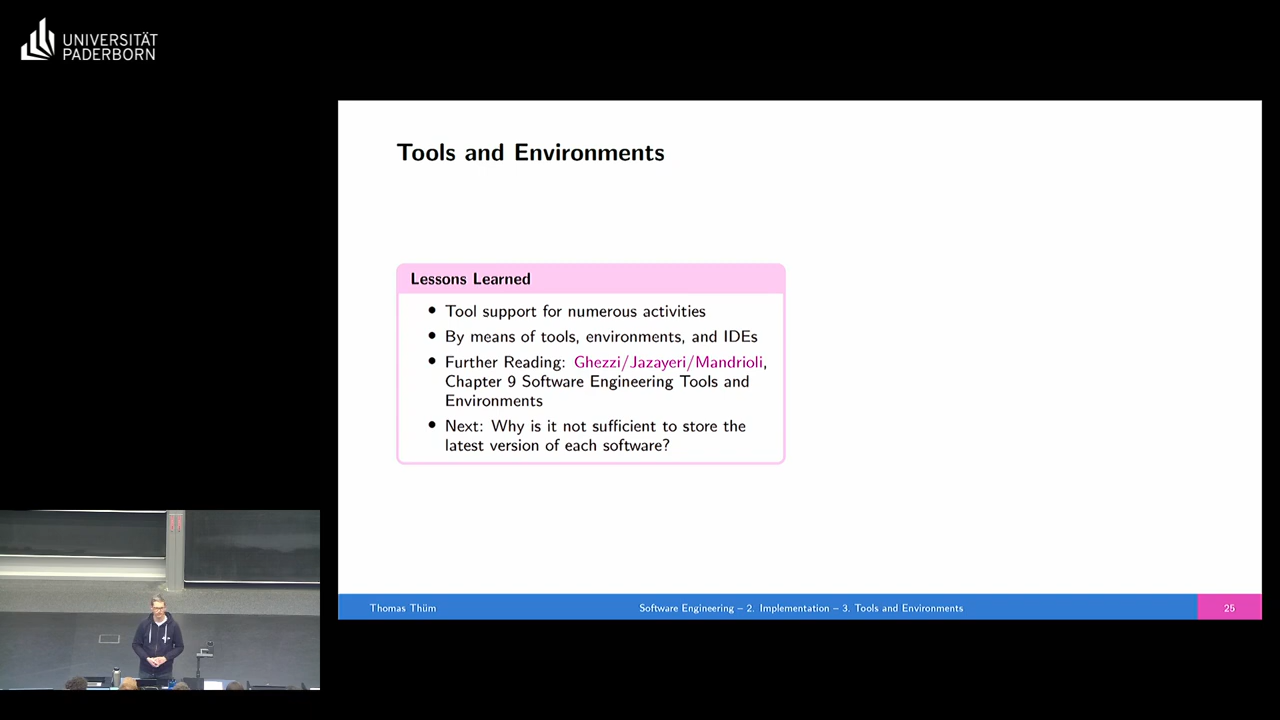 UNIVERSITÄT
PADERBORN
Tools and Environments
Lessons Learned
• Tool support for numerous activities
• By means of tools, environments, and IDEs
• Further Reading: Ghezzi/Jazayeri/Mandrioli,
Chapter 9 Software Engineering Tools and
Environments
• Next: Why is it not sufficient to store the
latest version of each software?
Thomas Thüm
Software Engineering – 2. Implementation – 3. Tools and Environments
25